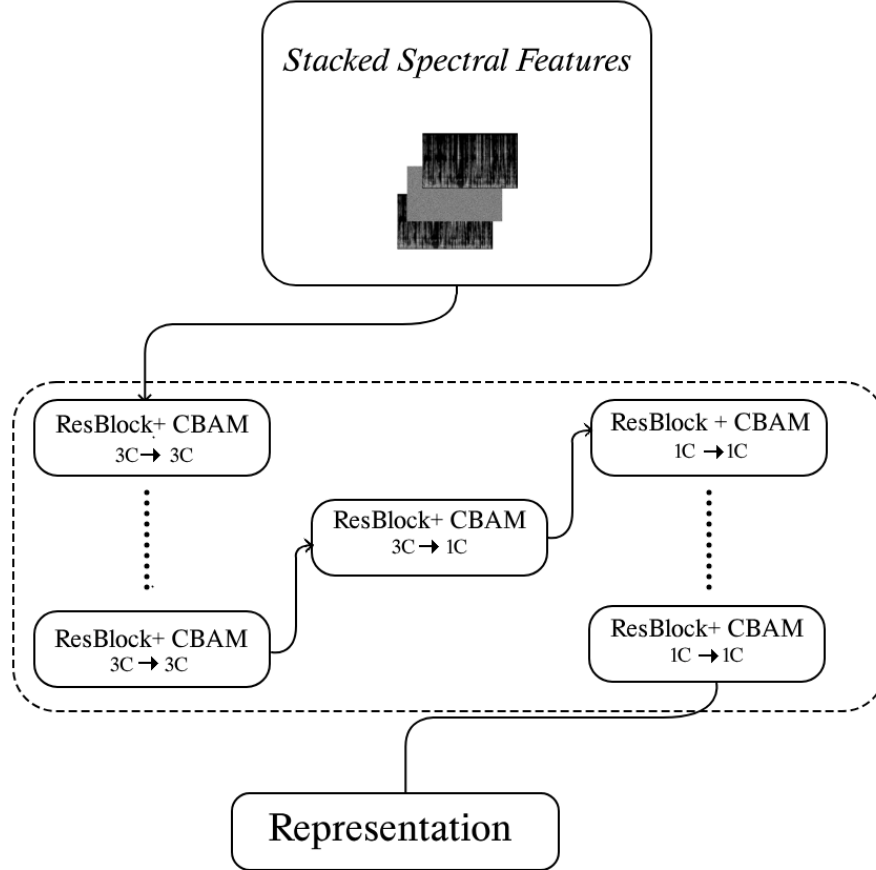 Stacked Spectral Features
ResBlock+ CBAM
3C → 3C
ResBlock+ CBAM
3C → 3C
ResBlock+ CBAM
3C → 1C
ResBlock + CBAM
1C → 1C
ResBlock+ CBAM
1C → 1C
Representation